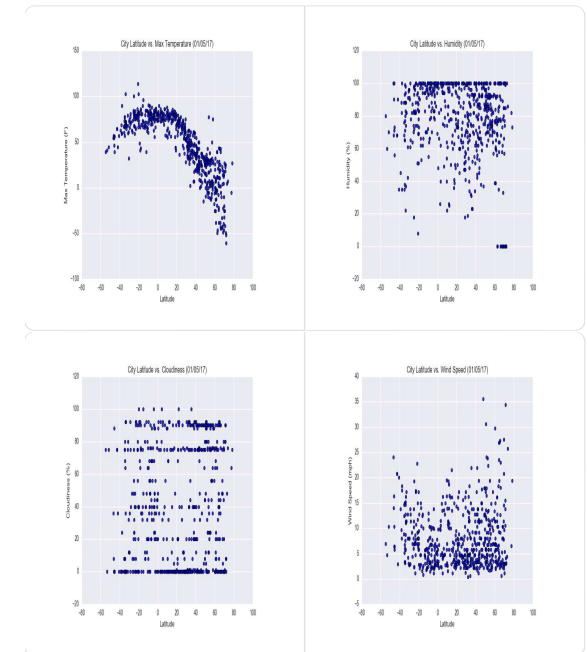 City Latitude vs. Max Temperature (01/05/17)
150
100
50
0
−50
−100
Max Temperature (F°)
−80 −60 −40 −20 0 20 40 60 80 100
Latitude
City Latitude vs. Humidity (01/05/17)
120
100
80
60
40
20
0
−20
Humidity (%)
−80 −60 −40 −20 0 20 40 60 80 100
Latitude
City Latitude vs. Cloudiness (01/05/17)
120
100
80
60
40
20
0
−20
Cloudiness (%)
−80 −60 −40 −20 0 20 40 60 80 100
Latitude
City Latitude vs. Wind Speed (01/05/17)
40
35
30
25
20
15
10
5
0
−5
Wind Speed (mph)
−80 −60 −40 −20 0 20 40 60 80 100
Latitude